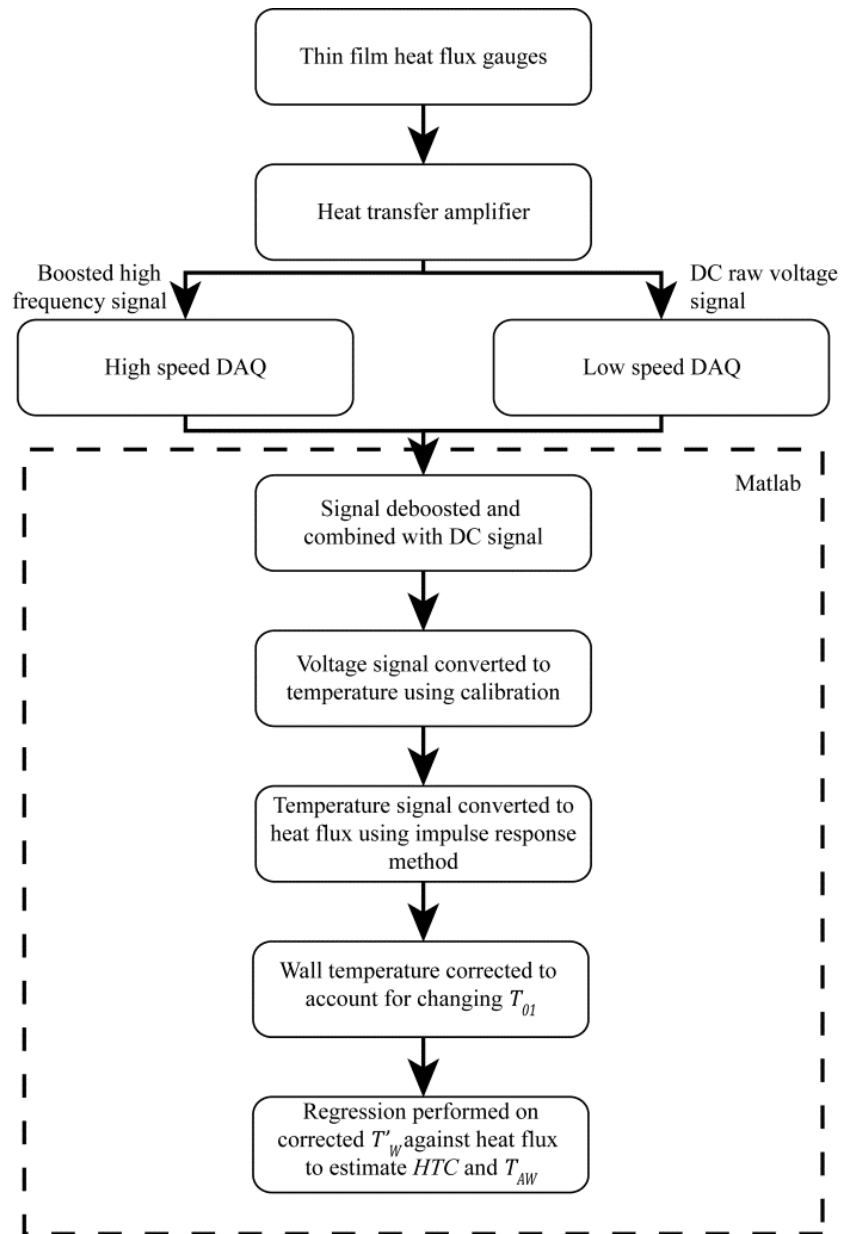 Thin film heat flux gauges
Heat transfer amplifier
Boosted high
frequency signal
DC raw voltage
signal
High speed DAQ
Low speed DAQ
Matlab
Signal deboosted and
combined with DC signal
Voltage signal converted to
temperature using calibration
Temperature signal converted to
heat flux using impulse response
method
Wall temperature corrected to
account for changing T01
Regression performed on
corrected T'W against heat flux
to estimate HTC and TAW